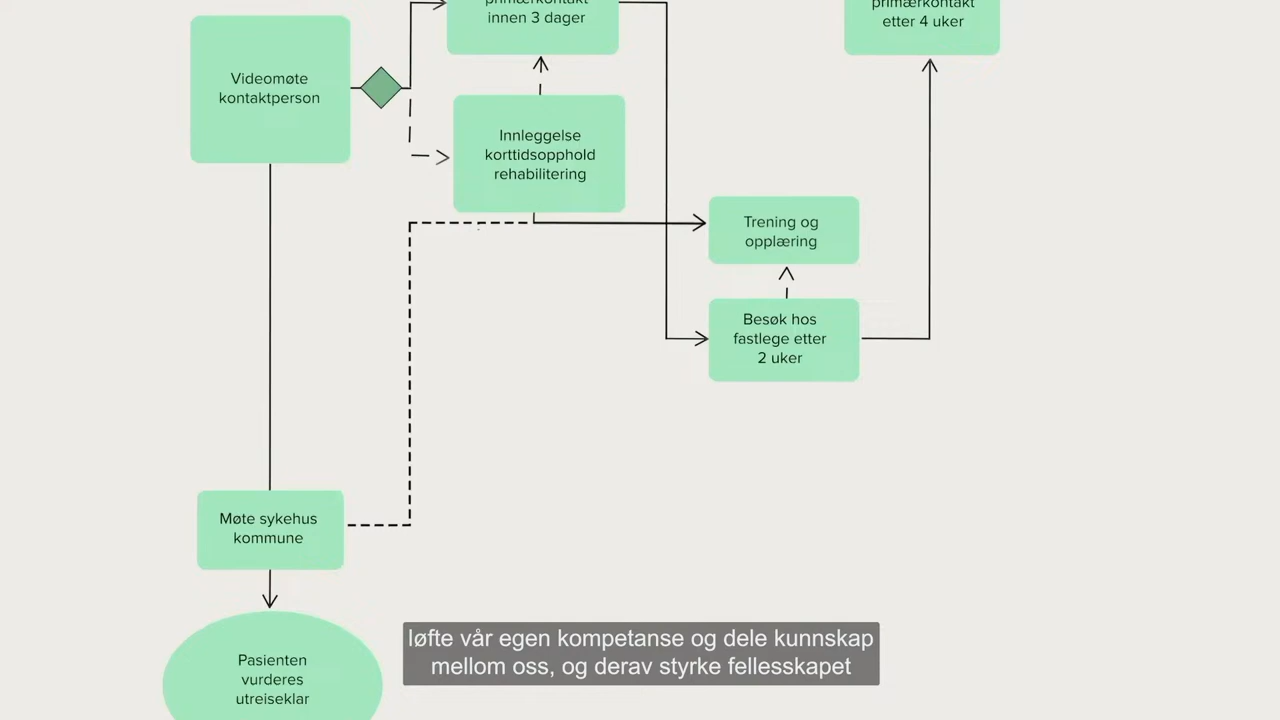 primærkontakt
innen 3 dager
primærkontakt
etter 4 uker
Videomøte
kontaktperson
Innleggelse
korttidsopphold
rehabilitering
Trening og
opplæring
Besøk hos
fastlege etter
2 uker
Møte sykehus
kommune
Pasienten
vurderes
utreiseklar
løfte vår egen kompetanse og dele kunnskap
mellom oss, og derav styrke fellesskapet